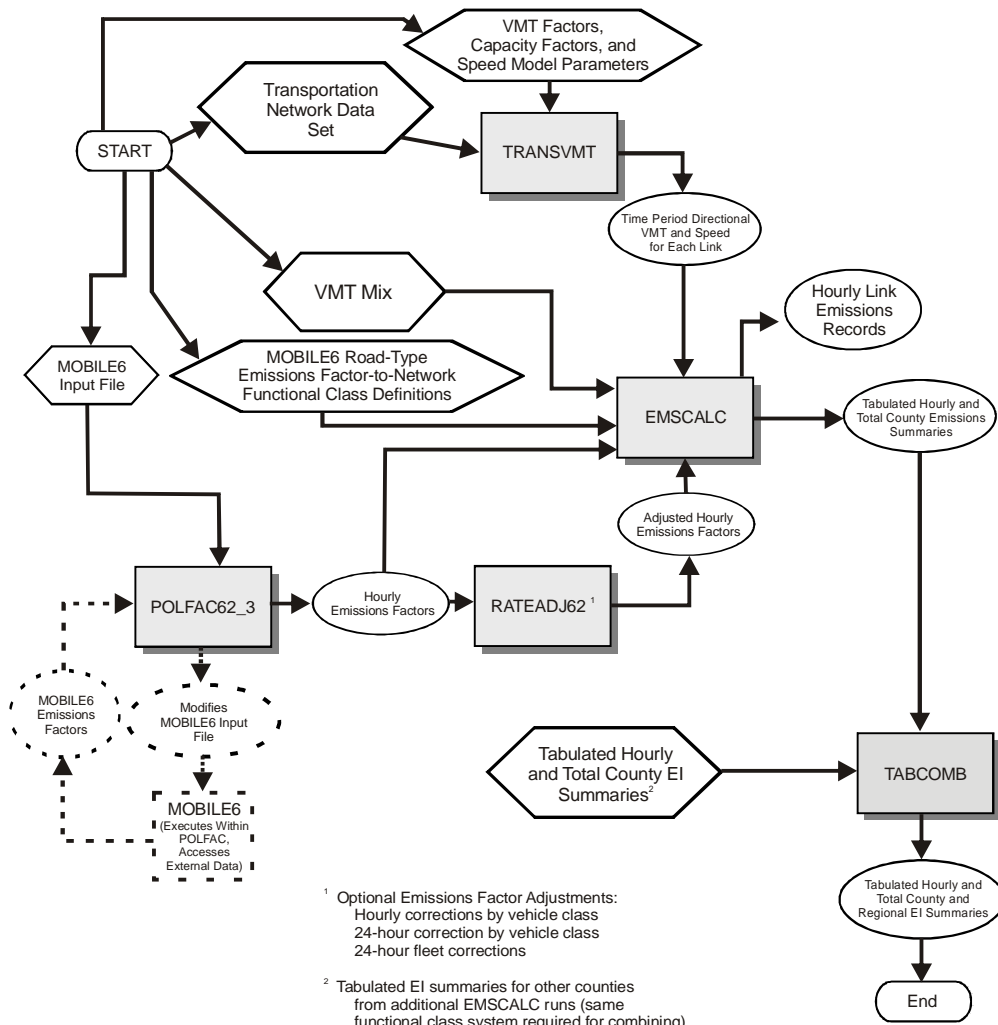 VMT Factors,
Capacity Factors, and
Speed Model Parameters
Transportation
Network Data
Set
START
TRANSVMT
Time Period Directional
VMT and Speed
for Each Link
VMT Mix
Hourly Link
Emissions
Records
MOBILE6
Input File
MOBILE6 Road-Type
Emissions Factor-to-Network
Functional Class Definitions
EMSCALC
Tabulated Hourly and
Total County Emissions
Summaries
Adjusted Hourly
Emissions Factors
POLFAC62_3
Hourly
Emissions Factors
RATEADJ62 1
MOBILE6
Emissions
Factors
Modifies
MOBILE6 Input
File
MOBILE6
(Executes Within
POLFAC,
Accesses
External Data)
Tabulated Hourly
and Total County EI
Summaries2
TABCOMB
Tabulated Hourly and
Total County and
Regional EI Summaries
End
1 Optional Emissions Factor Adjustments:
Hourly corrections by vehicle class
24-hour correction by vehicle class
24-hour fleet corrections
2 Tabulated EI summaries for other counties
from additional EMSCALC runs (same
functional class system required for combining)